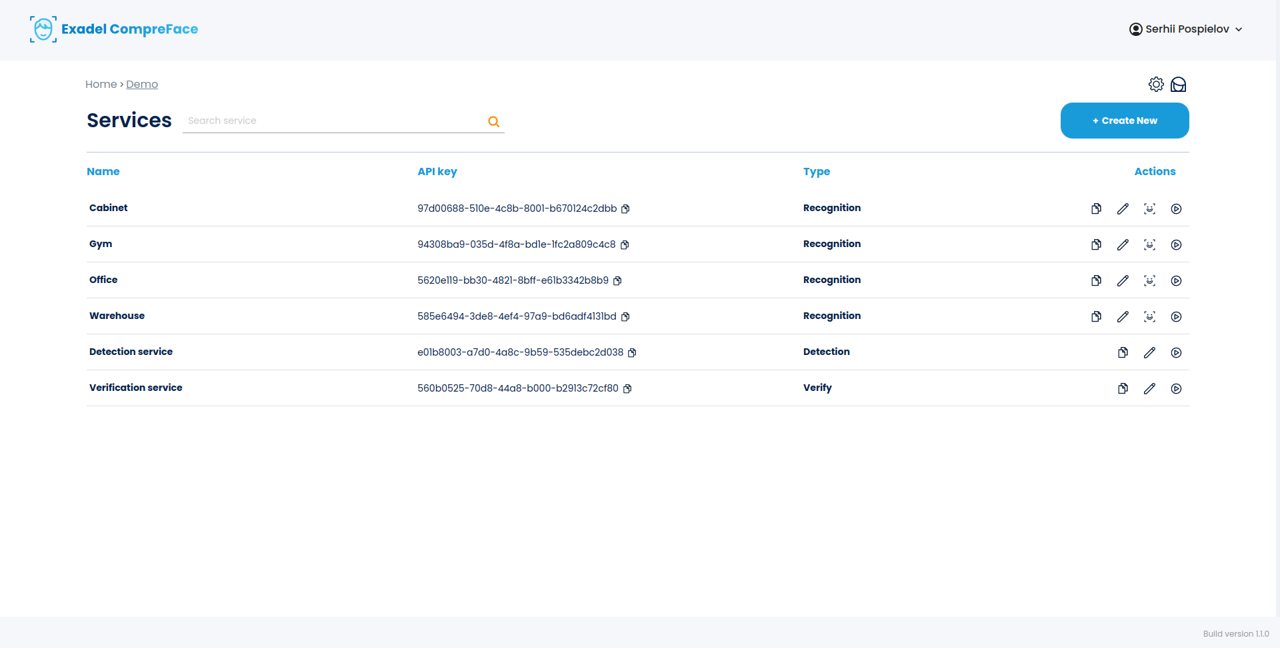 Exadel CompreFace
Serhii Pospielov
Home › Demo
Services
Search service
+ Create New
Name API key Type Actions
Cabinet 97d00688-510e-4c8b-8001-b670124c2dbb Recognition
Gym 94308ba9-035d-4f8a-bd1e-1fc2a809c4c8 Recognition
Office 5620e119-bb30-4821-8bff-e61b3342b8b9 Recognition
Warehouse 585e6494-3de8-4ef4-97a9-bd6adf4131bd Recognition
Detection service e01b8003-a7d0-4a8c-9b59-535debc2d038 Detection
Verification service 560b0525-70d8-44a8-b000-b2913c72cf80 Verify
Build version 1.1.0